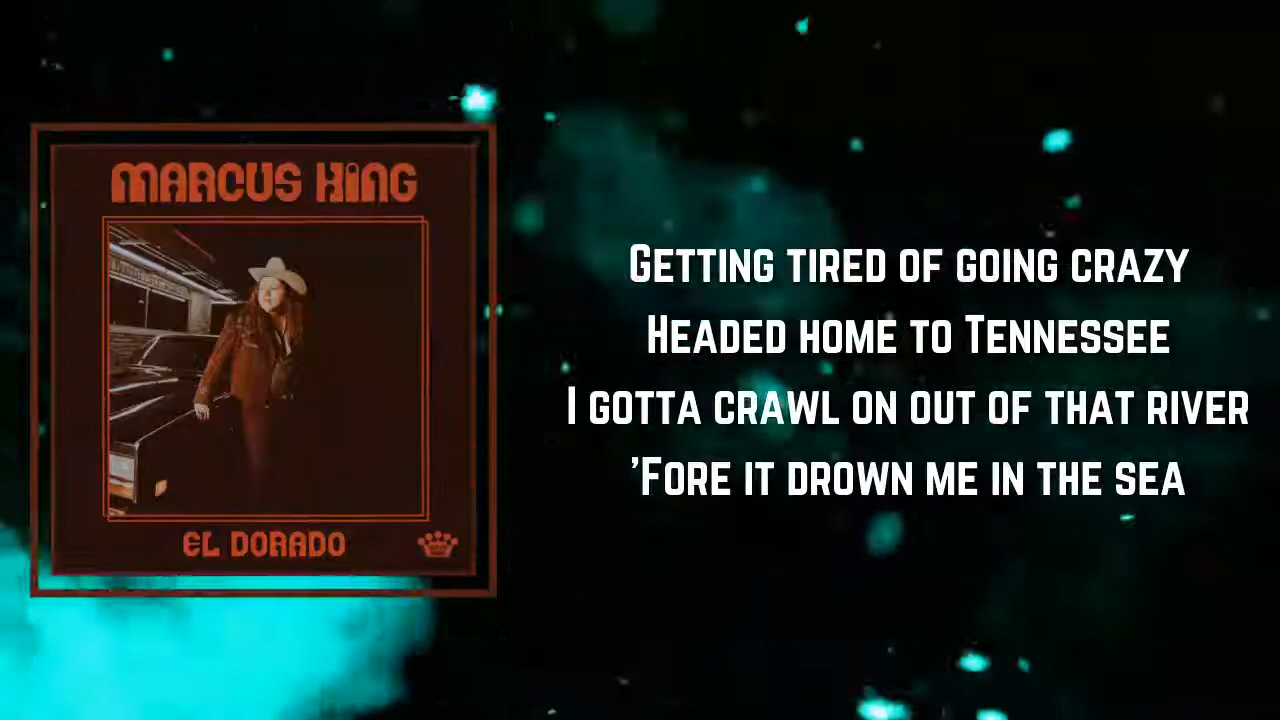 MARCUS KING
EL DORADO
GETTING TIRED OF GOING CRAZY
HEADED HOME TO TENNESSEE
I GOTTA CRAWL ON OUT OF THAT RIVER
'FORE IT DROWN ME IN THE SEA